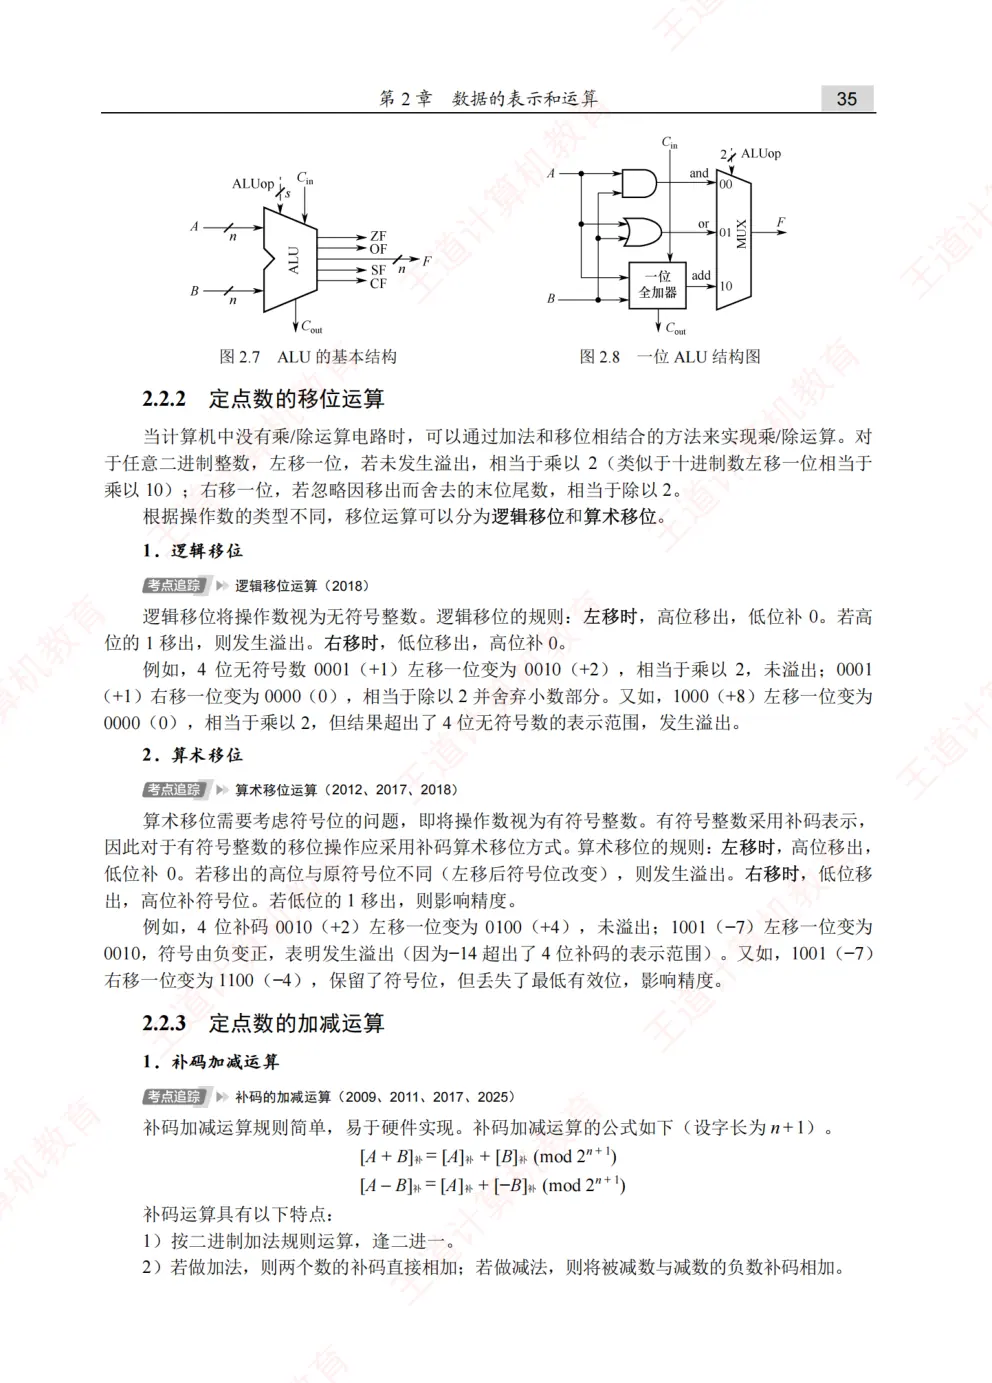 第 2 章 数据的表示和运算
35
ALUop
s
Cin
A
n
B
n
ALU
ZF
OF
SF
CF
n
F
Cout
图 2.7 ALU 的基本结构
Cin
2
ALUop
A
B
and
00
or
01
add
10
MUX
F
一位
全加器
Cout
图 2.8 一位 ALU 结构图
2.2.2 定点数的移位运算
当计算机中没有乘/除运算电路时，可以通过加法和移位相结合的方法来实现乘/除运算。对
于任意二进制整数，左移一位，若未发生溢出，相当于乘以 2（类似于十进制数左移一位相当于
乘以 10）；右移一位，若忽略因移出而舍去的末位尾数，相当于除以 2。
根据操作数的类型不同，移位运算可以分为逻辑移位和算术移位。
1．逻辑移位
考点追踪 逻辑移位运算（2018）
逻辑移位将操作数视为无符号整数。逻辑移位的规则：左移时，高位移出，低位补 0。若高
位的 1 移出，则发生溢出。右移时，低位移出，高位补 0。
例如，4 位无符号数 0001（+1）左移一位变为 0010（+2），相当于乘以 2，未溢出；0001
（+1）右移一位变为 0000（0），相当于除以 2 并舍弃小数部分。又如，1000（+8）左移一位变为
0000（0），相当于乘以 2，但结果超出了 4 位无符号数的表示范围，发生溢出。
2．算术移位
考点追踪 算术移位运算（2012、2017、2018）
算术移位需要考虑符号位的问题，即将操作数视为有符号整数。有符号整数采用补码表示，
因此对于有符号整数的移位操作应采用补码算术移位方式。算术移位的规则：左移时，高位移出，
低位补 0。若移出的高位与原符号位不同（左移后符号位改变），则发生溢出。右移时，低位移
出，高位补符号位。若低位的 1 移出，则影响精度。
例如，4 位补码 0010（+2）左移一位变为 0100（+4），未溢出；1001（−7）左移一位变为
0010，符号由负变正，表明发生溢出（因为−14 超出了 4 位补码的表示范围）。又如，1001（−7）
右移一位变为 1100（−4），保留了符号位，但丢失了最低有效位，影响精度。
2.2.3 定点数的加减运算
1．补码加减运算
考点追踪 补码的加减运算（2009、2011、2017、2025）
补码加减运算规则简单，易于硬件实现。补码加减运算的公式如下（设字长为 n + 1）。
[A + B]补 = [A]补 + [B]补 (mod 2ⁿ⁺¹)
[A − B]补 = [A]补 + [−B]补 (mod 2ⁿ⁺¹)
补码运算具有以下特点：
1）按二进制加法规则运算，逢二进一。
2）若做加法，则两个数的补码直接相加；若做减法，则将被减数与减数的负数补码相加。
王道计算机教育